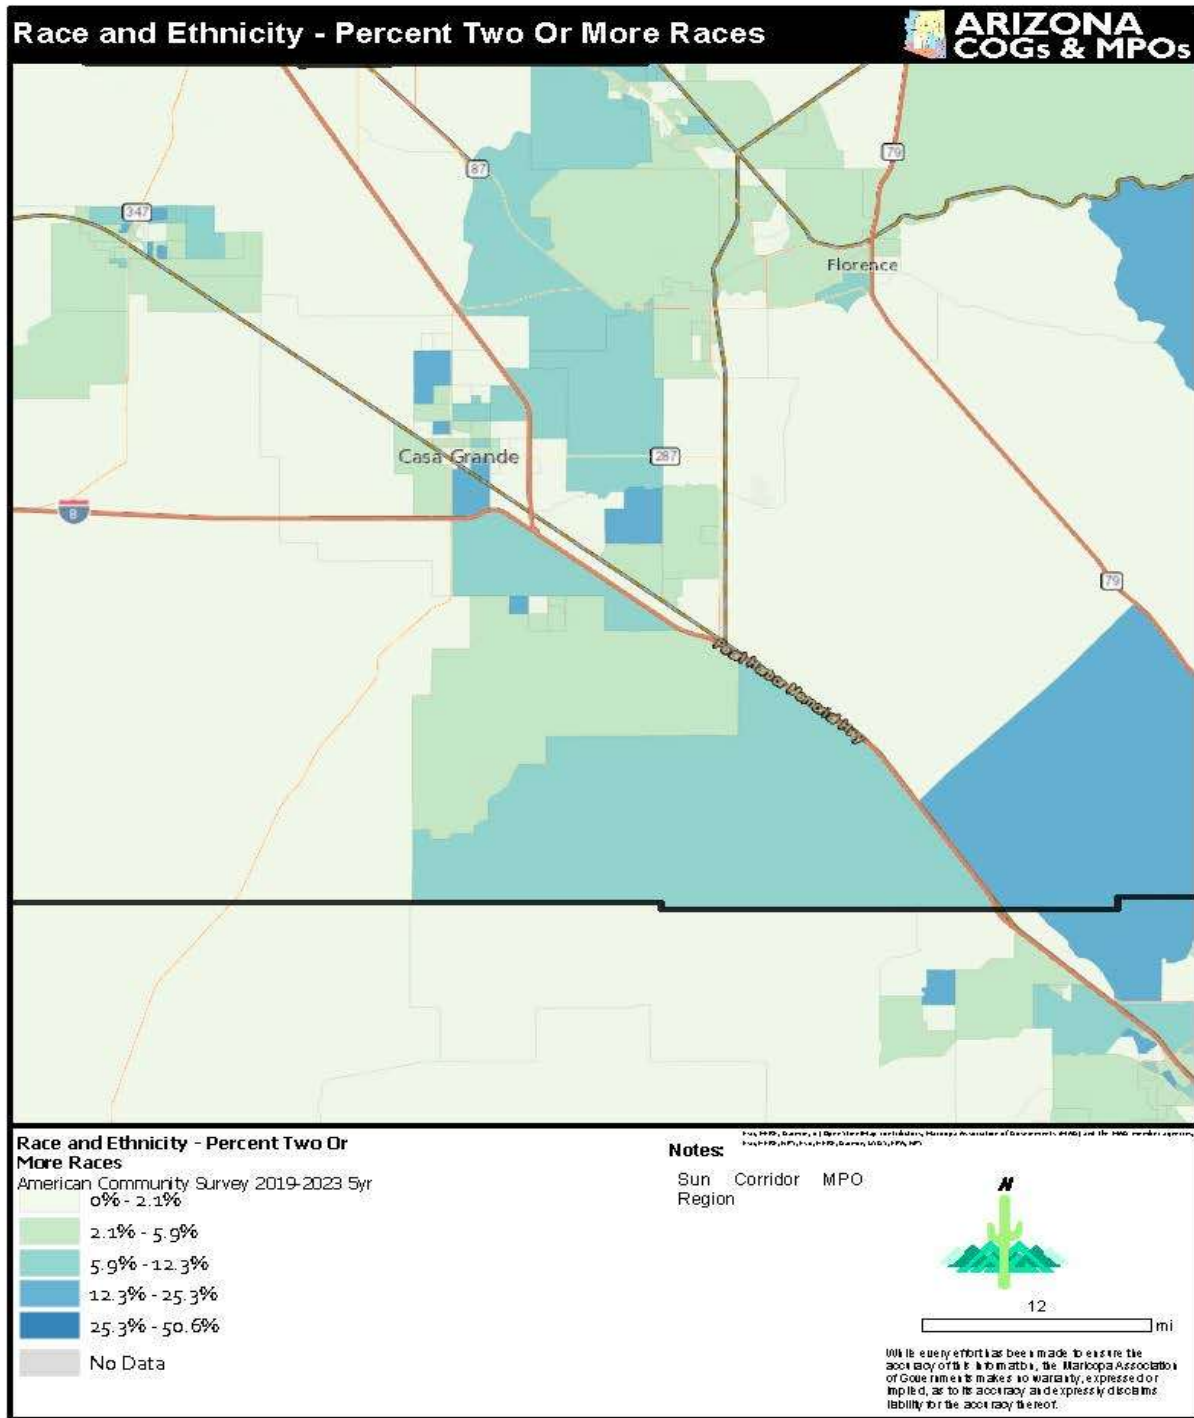 Race and Ethnicity - Percent Two Or More Races
ARIZONA
COGs & MPOs
87
79
347
Florence
Casa Grande
287
8
79
Pearl Harbor Memorial Hwy
Race and Ethnicity - Percent Two Or
More Races
American Community Survey 2019-2023 5yr
0% - 2.1%
2.1% - 5.9%
5.9% - 12.3%
12.3% - 25.3%
25.3% - 50.6%
No Data
Notes:
Sun Corridor MPO
Region
N
12
mi
While every effort has been made to ensure the
accuracy of this information, the Maricopa Association
of Governments makes no warranty, expressed or
implied, as to its accuracy and expressly disclaims
liability for the accuracy thereof.